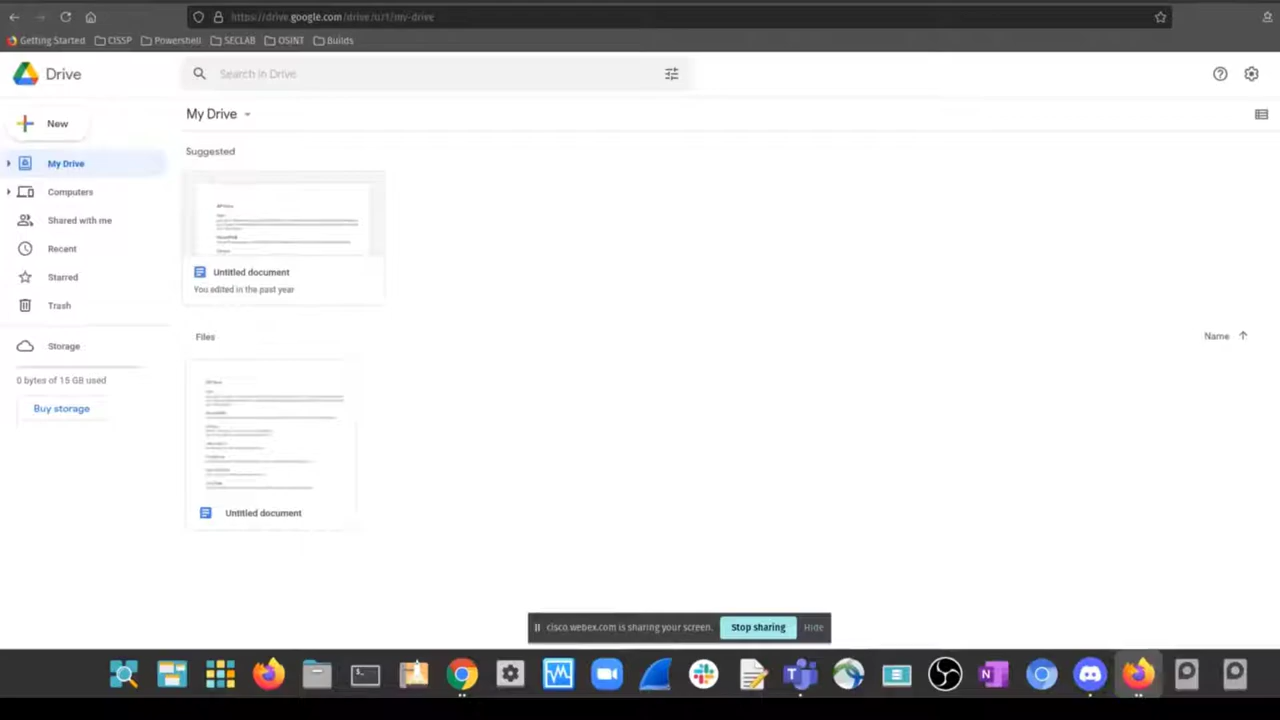 https://drive.google.com/drive/u/1/my-drive
Getting Started
CISSP
Powershell
SECLAB
OSINT
Builds
Drive
Search in Drive
New
My Drive
My Drive
Computers
Shared with me
Recent
Starred
Trash
Storage
0 bytes of 15 GB used
Buy storage
Suggested
Untitled document
You edited in the past year
Files
Name
Untitled document
cisco.webex.com is sharing your screen.
Stop sharing
Hide